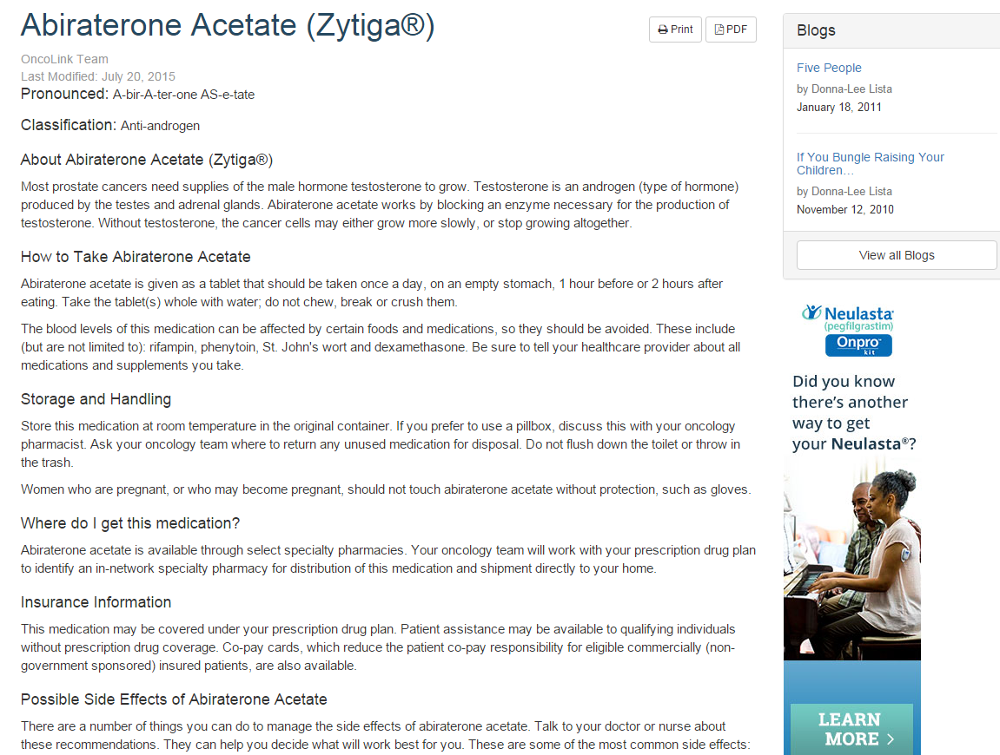 Abiraterone Acetate (Zytiga®)
Print
PDF
OncoLink Team
Last Modified: July 20, 2015
Pronounced: A-bir-A-ter-one AS-e-tate
Classification: Anti-androgen
About Abiraterone Acetate (Zytiga®)
Most prostate cancers need supplies of the male hormone testosterone to grow. Testosterone is an androgen (type of hormone)
produced by the testes and adrenal glands. Abiraterone acetate works by blocking an enzyme necessary for the production of
testosterone. Without testosterone, the cancer cells may either grow more slowly, or stop growing altogether.
How to Take Abiraterone Acetate
Abiraterone acetate is given as a tablet that should be taken once a day, on an empty stomach, 1 hour before or 2 hours after
eating. Take the tablet(s) whole with water; do not chew, break or crush them.
The blood levels of this medication can be affected by certain foods and medications, so they should be avoided. These include
(but are not limited to): rifampin, phenytoin, St. John's wort and dexamethasone. Be sure to tell your healthcare provider about all
medications and supplements you take.
Storage and Handling
Store this medication at room temperature in the original container. If you prefer to use a pillbox, discuss this with your oncology
pharmacist. Ask your oncology team where to return any unused medication for disposal. Do not flush down the toilet or throw in
the trash.
Women who are pregnant, or who may become pregnant, should not touch abiraterone acetate without protection, such as gloves.
Where do I get this medication?
Abiraterone acetate is available through select specialty pharmacies. Your oncology team will work with your prescription drug plan
to identify an in-network specialty pharmacy for distribution of this medication and shipment directly to your home.
Insurance Information
This medication may be covered under your prescription drug plan. Patient assistance may be available to qualifying individuals
without prescription drug coverage. Co-pay cards, which reduce the patient co-pay responsibility for eligible commercially (non-
government sponsored) insured patients, are also available.
Possible Side Effects of Abiraterone Acetate
There are a number of things you can do to manage the side effects of abiraterone acetate. Talk to your doctor or nurse about
these recommendations. They can help you decide what will work best for you. These are some of the most common side effects:
Blogs
Five People
by Donna-Lee Lista
January 18, 2011
If You Bungle Raising Your
Children…
by Donna-Lee Lista
November 12, 2010
View all Blogs
Neulasta
(pegfilgrastim)
Onpro
kit
Did you know
there's another
way to get
your Neulasta®?
LEARN
MORE >